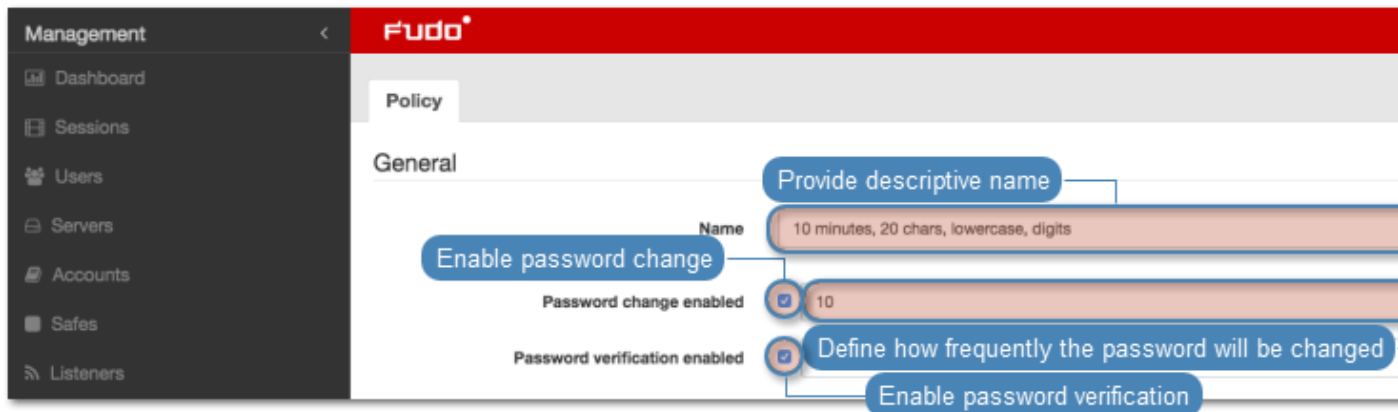 Management
Fudo
Dashboard
Policy
Sessions
General
Users
Provide descriptive name
Servers
Name
10 minutes, 20 chars, lowercase, digits
Enable password change
Accounts
Password change enabled
10
Safes
Define how frequently the password will be changed
Password verification enabled
Listeners
Enable password verification